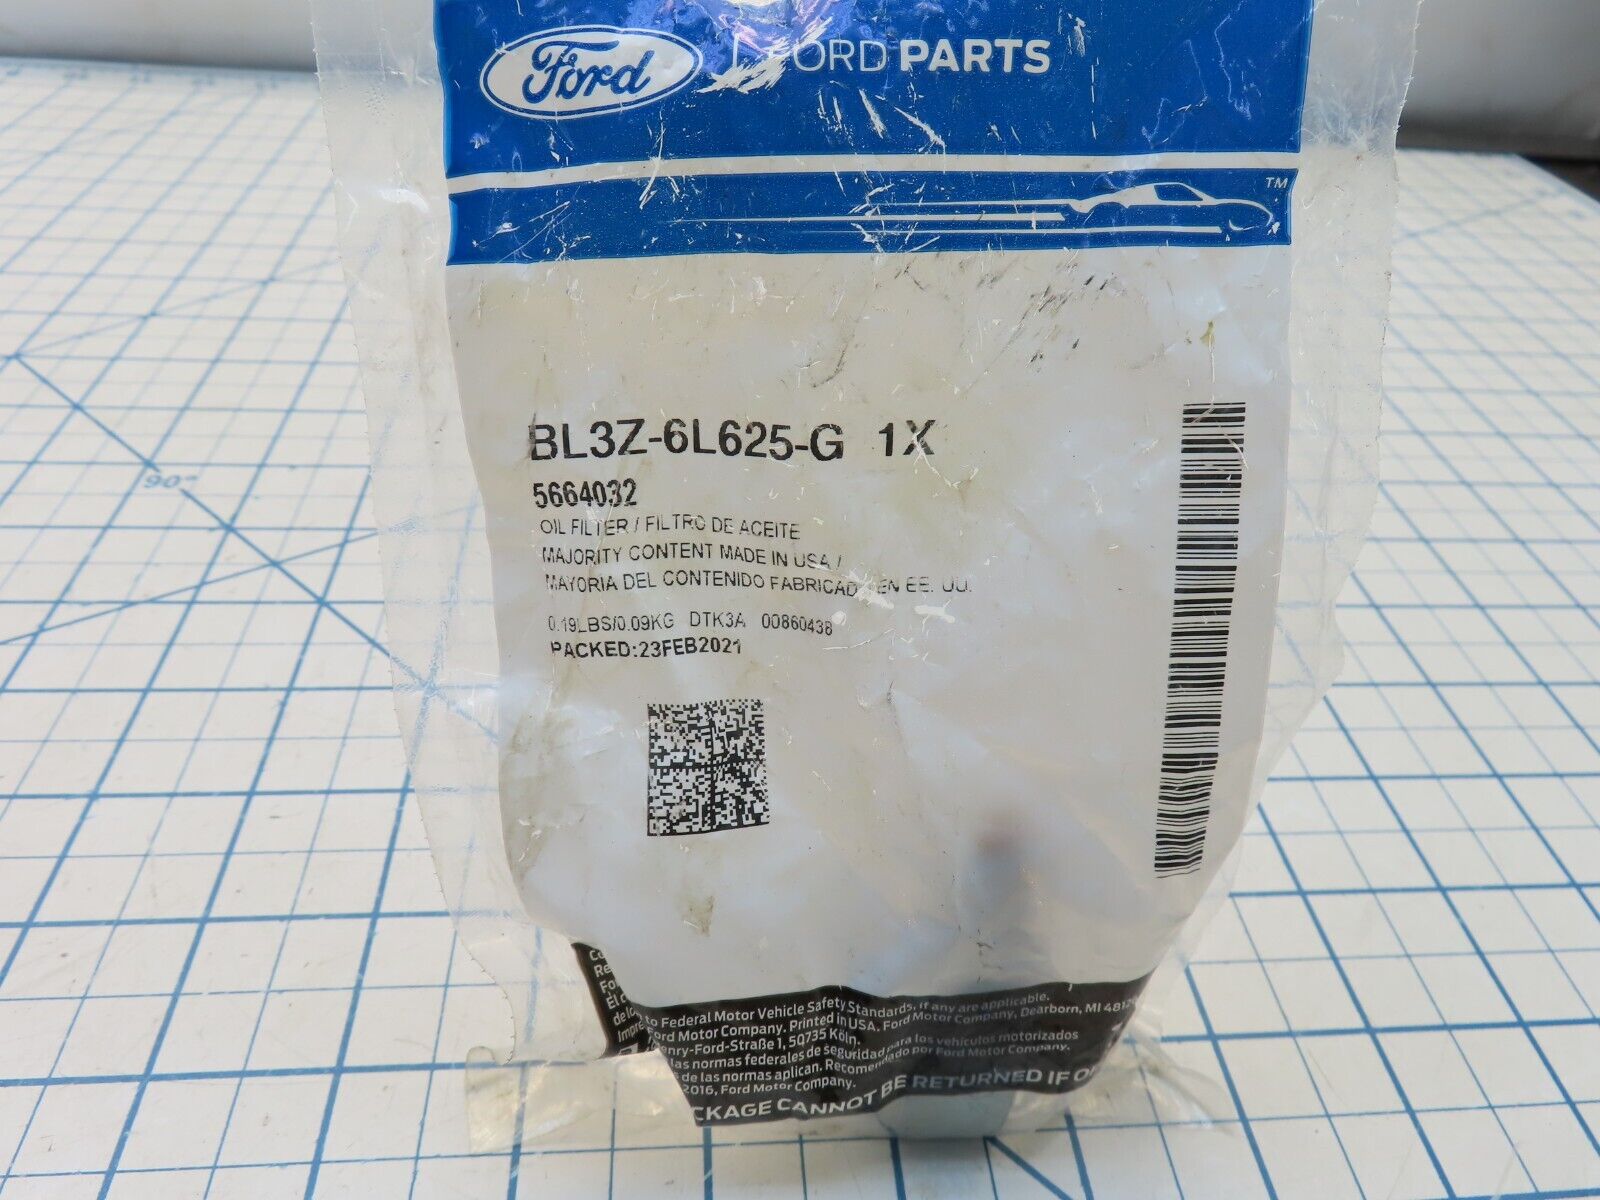 Ford FORD PARTS
TM
BL3Z-6L625-G 1X
5664032
OIL FILTER / FILTRO DE ACEITE
MAJORITY CONTENT MADE IN USA /
MAYORIA DEL CONTENIDO FABRICAD EN EE. UU.
0.19LBS/0.09KG DTK3A 00860438
PACKED:23FEB2021
90°
to Federal Motor Vehicle Safety Standards, if any are applicable.
Ford Motor Company. Printed in USA. Ford Motor Company, Dearborn, MI 48126
Henry-Ford-Straße 1, 50735 Köln.
las normas federales de seguridad para los vehículos motorizados
de las normas aplican. Recomendado por Ford Motor Company.
2016, Ford Motor Company.
CKAGE CANNOT BE RETURNED IF